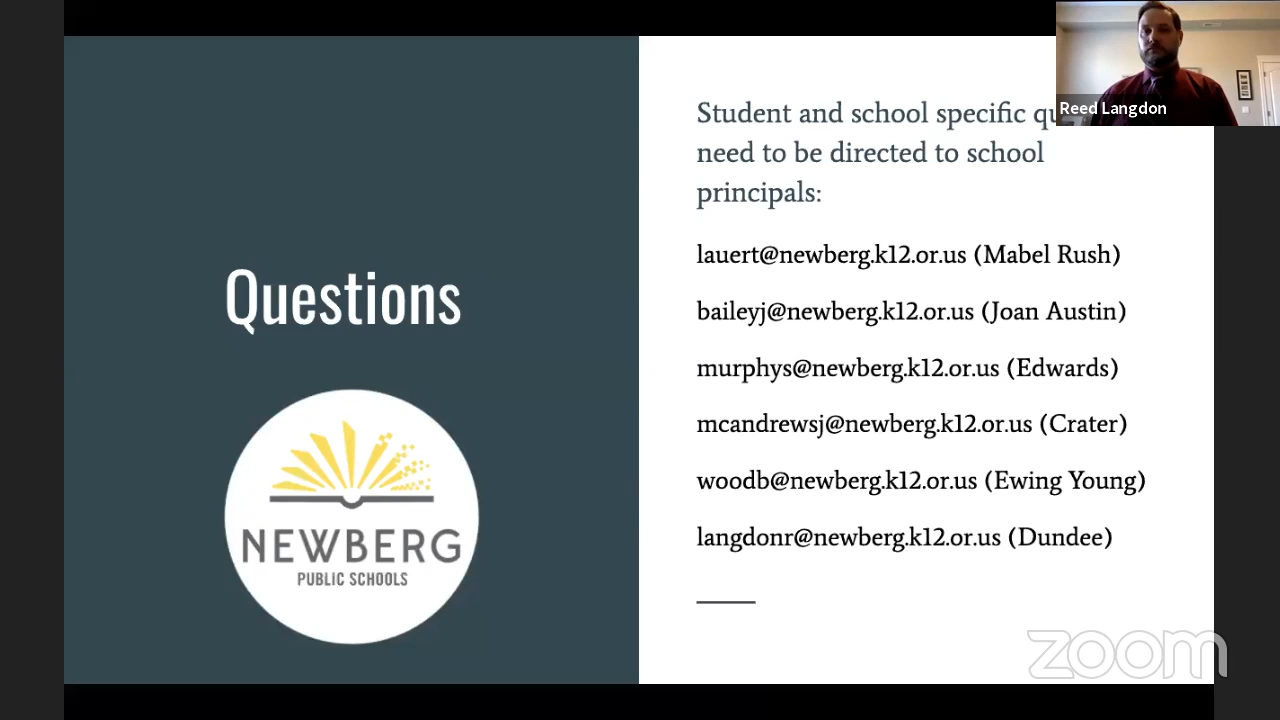 Reed Langdon
Student and school specific
need to be directed to school
principals:
lauert@newberg.k12.or.us (Mabel Rush)
baileyj@newberg.k12.or.us (Joan Austin)
Questions
murphys@newberg.k12.or.us (Edwards)
mcandrewsj@newberg.k12.or.us (Crater)
woodb@newberg.k12.or.us (Ewing Young)
langdonr@newberg.k12.or.us (Dundee)
NEWBERG
PUBLIC SCHOOLS
zoom